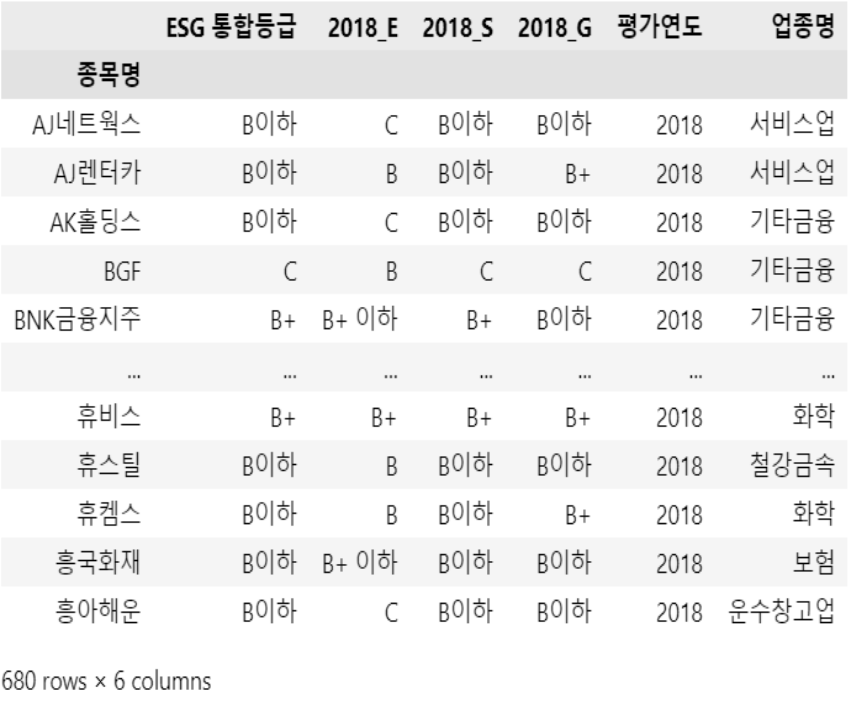 ESG 통합등급 2018_E 2018_S 2018_G 평가연도 업종명
종목명
AJ네트웍스 B이하 C B이하 B이하 2018 서비스업
AJ렌터카 B이하 B B이하 B+ 2018 서비스업
AK홀딩스 B이하 C B이하 B이하 2018 기타금융
BGF C B C C 2018 기타금융
BNK금융지주 B+ B+ 이하 B+ B이하 2018 기타금융
... ... ... ... ... ... ...
휴비스 B+ B+ B+ B+ 2018 화학
휴스틸 B이하 B B이하 B이하 2018 철강금속
휴켐스 B이하 B B이하 B+ 2018 화학
흥국화재 B이하 B+ 이하 B이하 B이하 2018 보험
흥아해운 B이하 C B이하 B이하 2018 운수창고업
680 rows × 6 columns